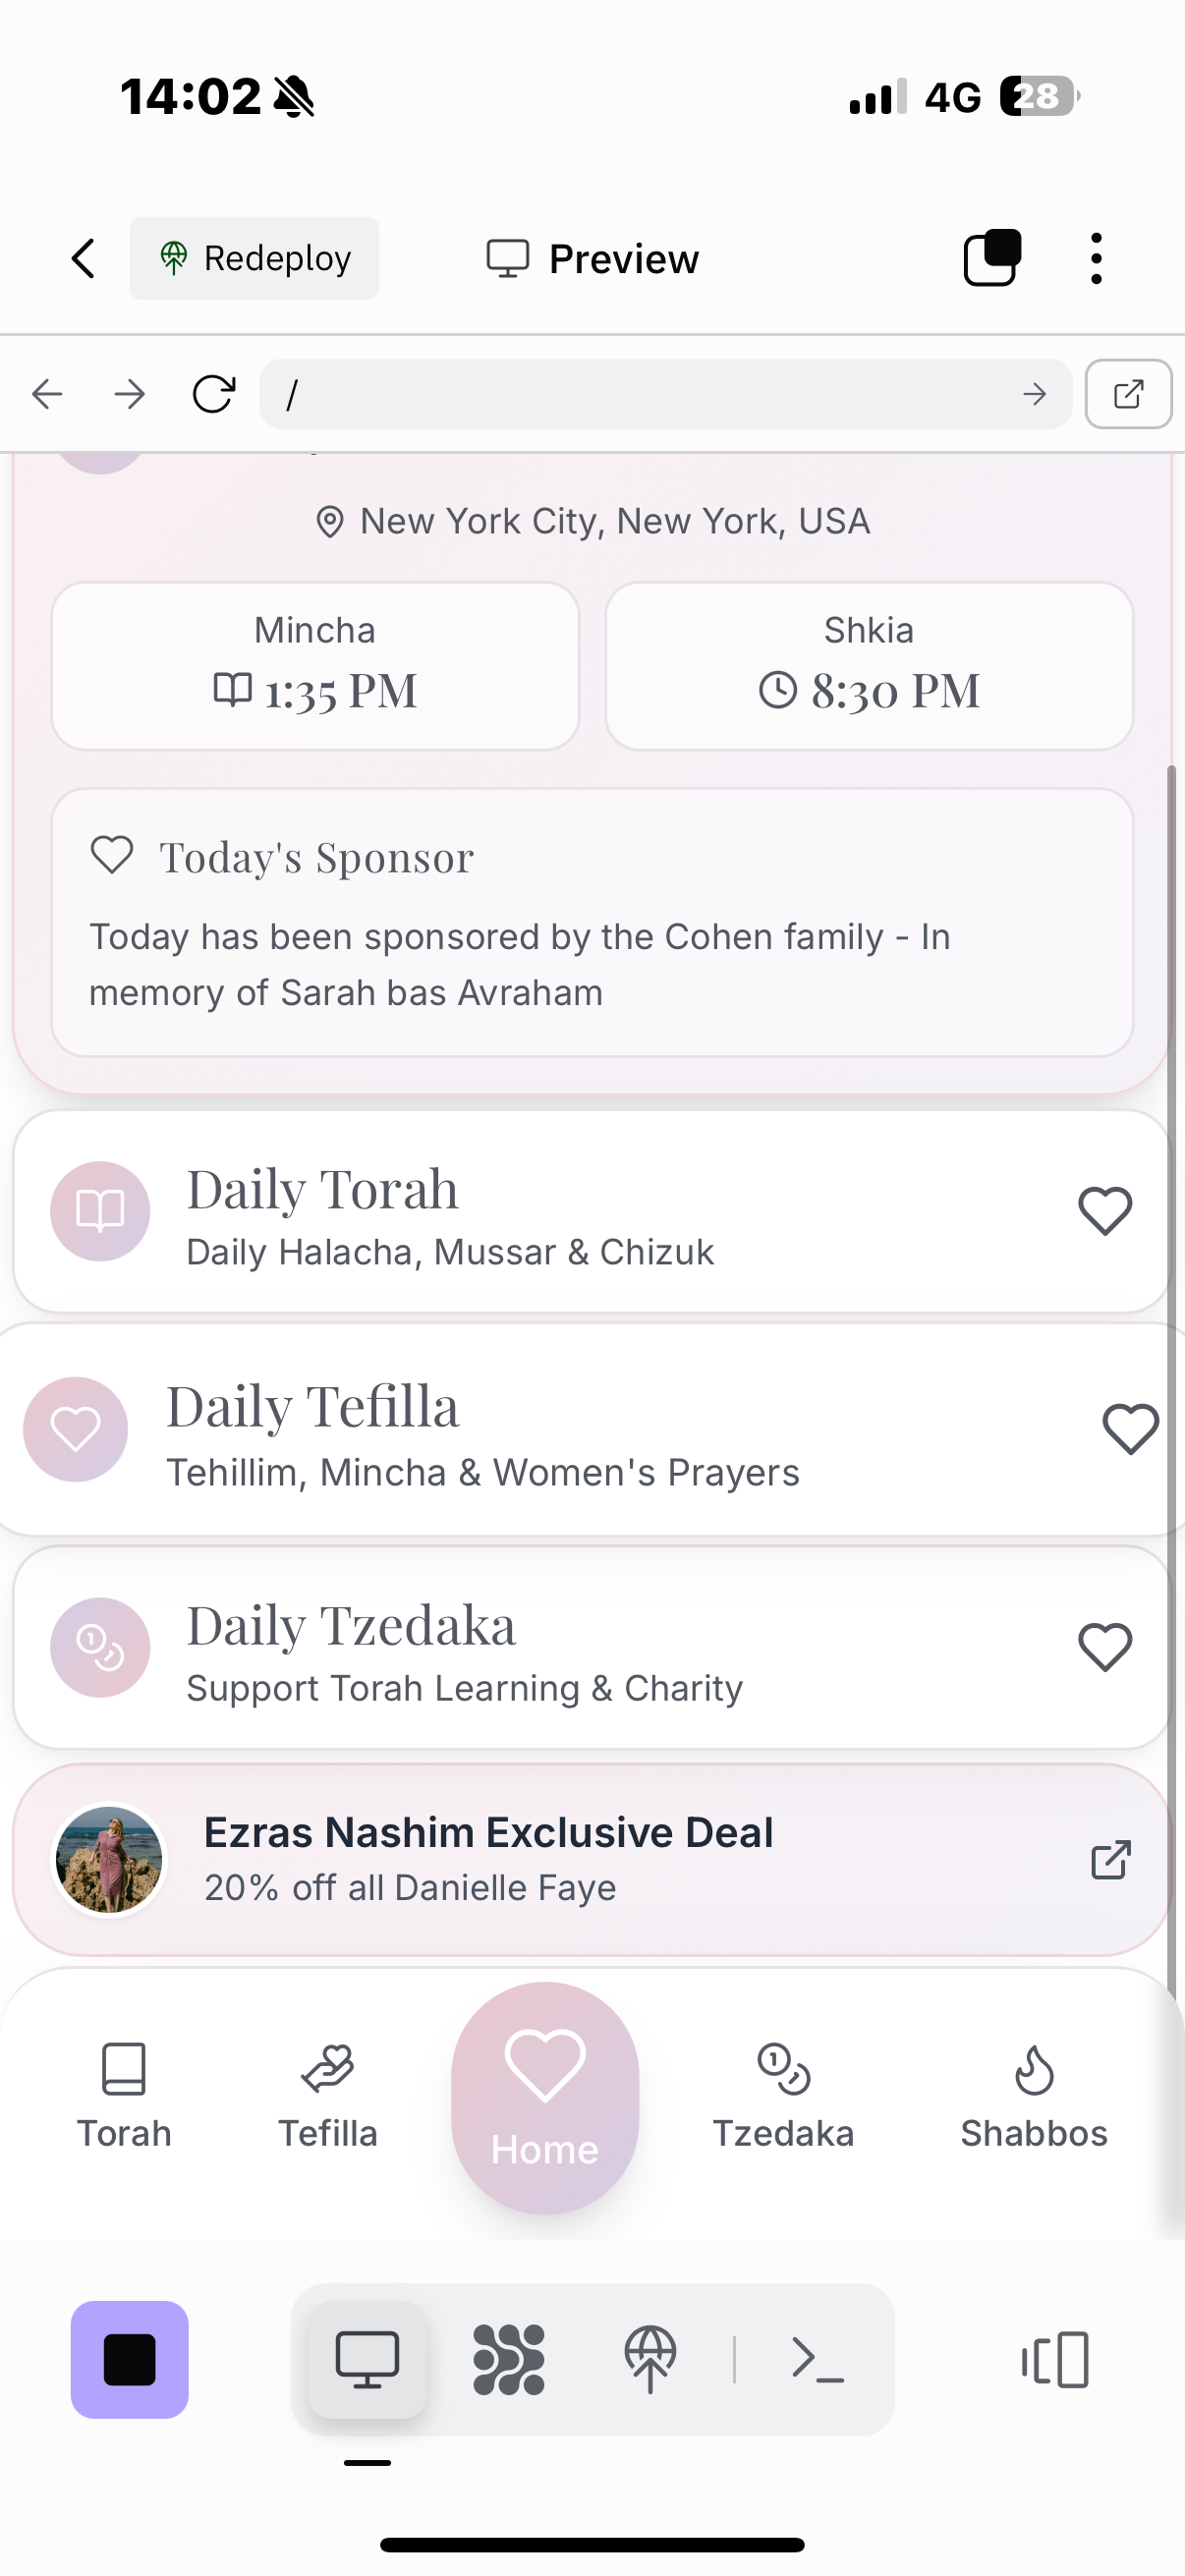 14:02
4G
28
Redeploy
Preview
/
New York City, New York, USA
Mincha
1:35 PM
Shkia
8:30 PM
Today's Sponsor
Today has been sponsored by the Cohen family - In
memory of Sarah bas Avraham
Daily Torah
Daily Halacha, Mussar & Chizuk
Daily Tefilla
Tehillim, Mincha & Women's Prayers
Daily Tzedaka
Support Torah Learning & Charity
Ezras Nashim Exclusive Deal
20% off all Danielle Faye
Torah
Tefilla
Home
Tzedaka
Shabbos